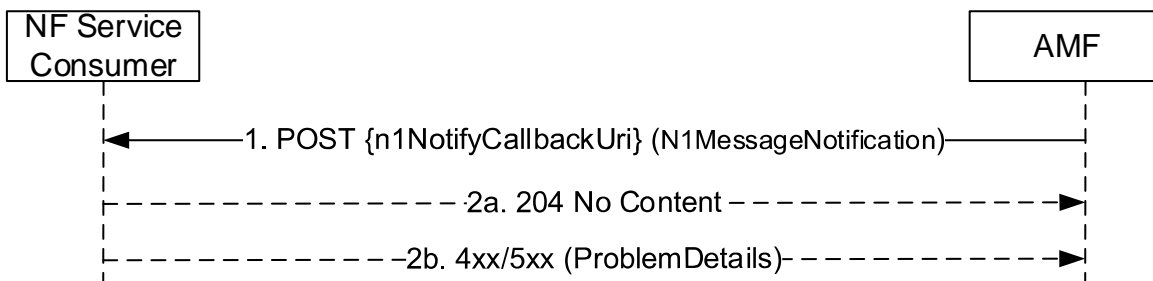 NF Service
Consumer
AMF
1. POST {n1NotifyCallbackUri} (N1MessageNotification)
2a. 204 No Content
2b. 4xx/5xx (ProblemDetails)